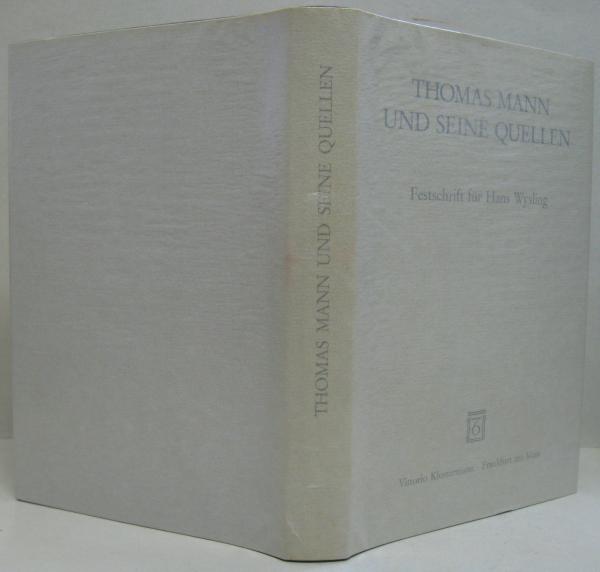 THOMAS MANN UND SEINE QUELLEN
THOMAS MANN
UND SEINE QUELLEN
Festschrift für Hans Wysling
6
Vittorio Klostermann · Frankfurt am Main